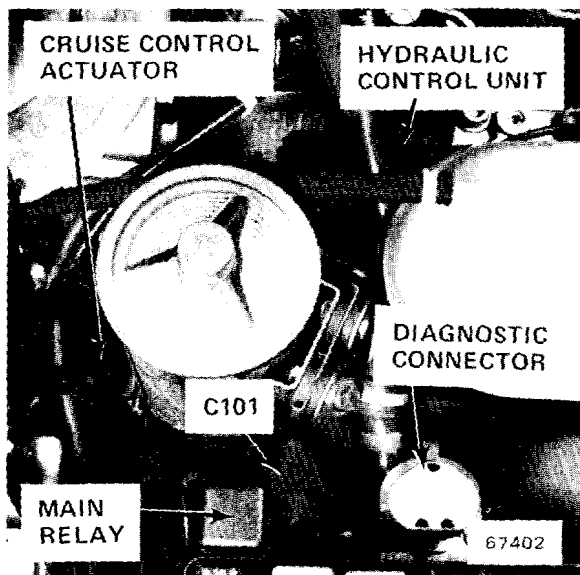 CRUISE CONTROL
ACTUATOR
HYDRAULIC
CONTROL UNIT
DIAGNOSTIC
CONNECTOR
C101
MAIN
RELAY
67402